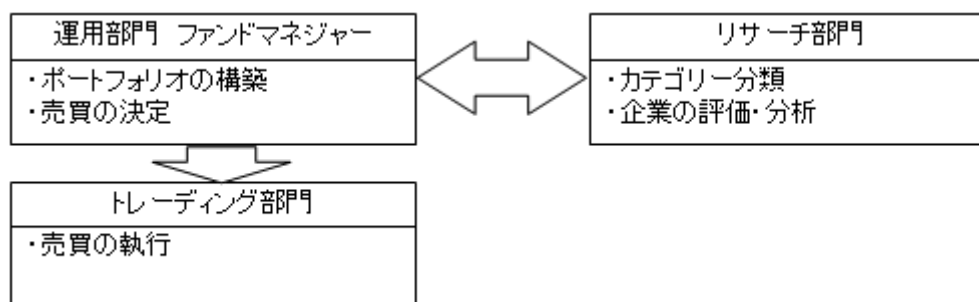 運用部門 ファンドマネジャー
・ポートフォリオの構築
・売買の決定
リサーチ部門
・カテゴリー分類
・企業の評価・分析
トレーディング部門
・売買の執行